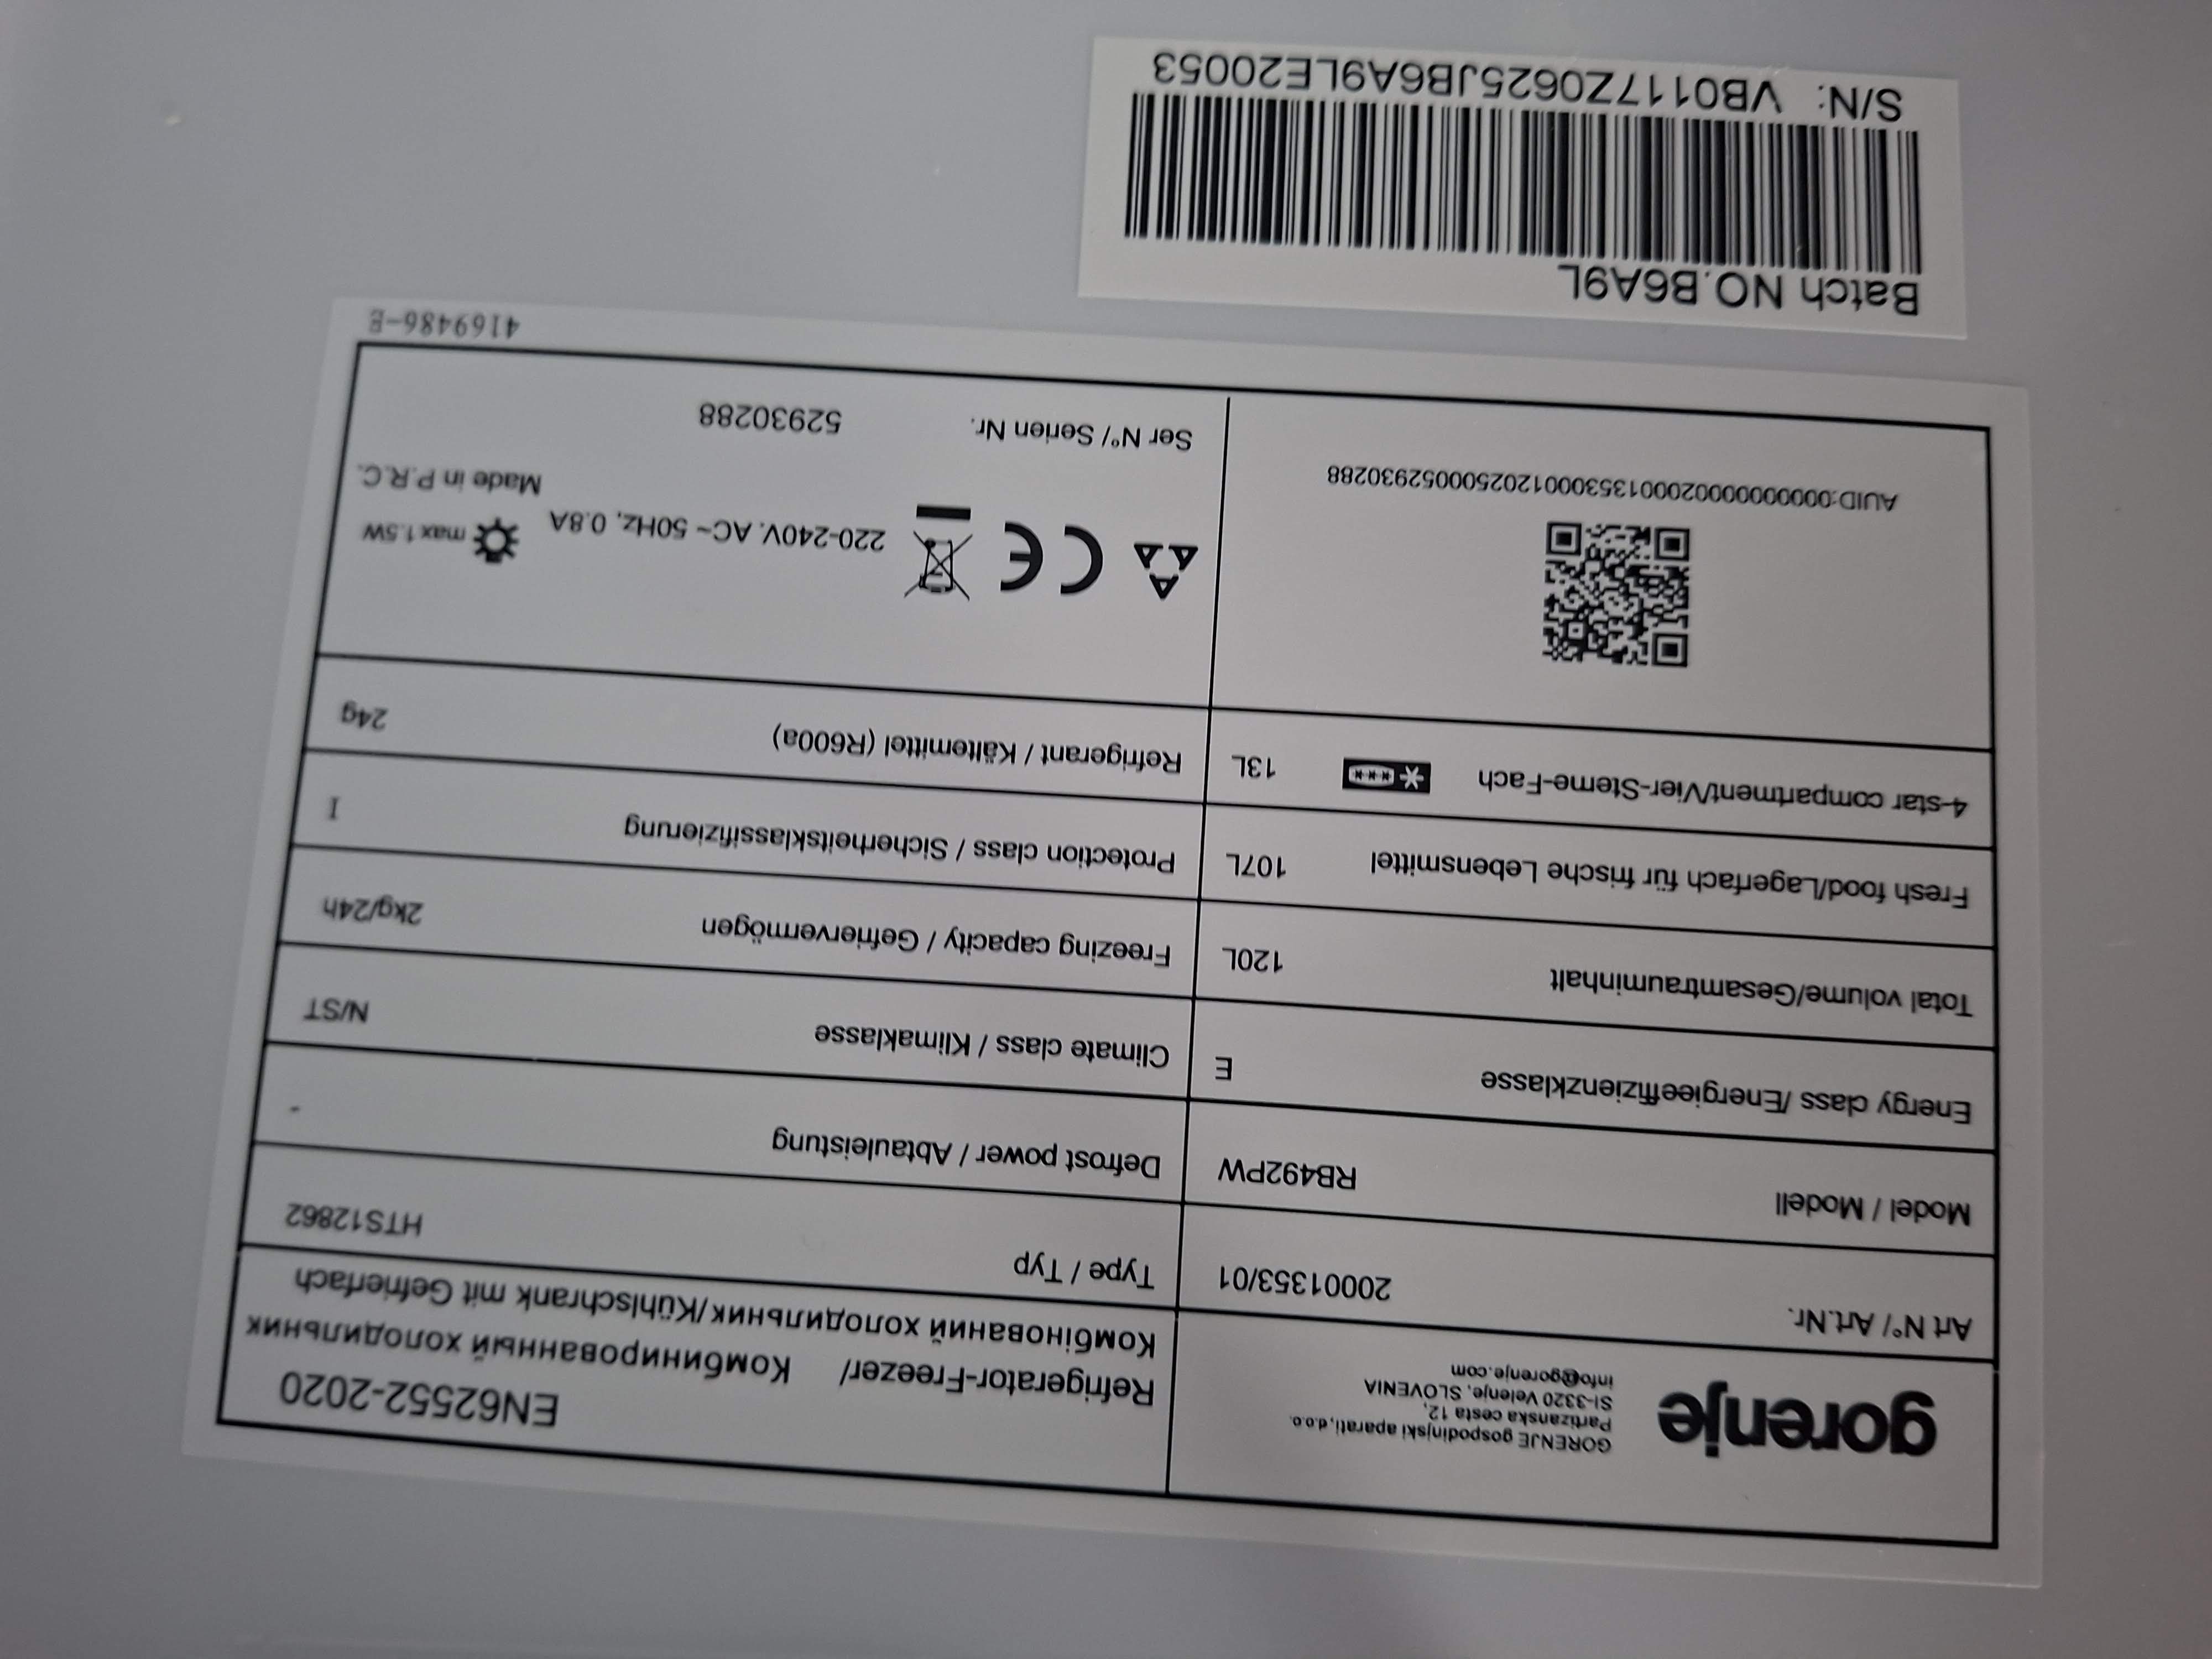 gorenje
GORENJE gospodinjski aparati, d.o.o.
Partizanska cesta 12,
SI-3320 Velenje, SLOVENIA
info@gorenje.com
EN62552-2020
Refrigerator-Freezer/ Комбинированный холодильник
Комбінований холодильник/Kühlschrank mit Gefrierfach
Art N°/ Art.Nr. 20001353/01
Type / Typ HTS12862
Model / Modell RB492PW
Defrost power / Abtauleistung -
Energy class /Energieeffizienzklasse E
Climate class / Klimaklasse N/ST
Total volume/Gesamtrauminhalt 120L
Freezing capacity / Gefriervermögen 2kg/24h
Fresh food/Lagerfach für frische Lebensmittel 107L
Protection class / Sicherheitsklassifizierung I
4-star compartment/Vier-Sterne-Fach 13L
Refrigerant / Kältemittel (R600a) 24g
CE
220-240V. AC~ 50Hz, 0.8A
max 1.5W
Made in P.R.C.
AUID:0000000000200013530001202500052930288
Ser N°/ Serien Nr. 52930288
4169486-E
Batch NO.B6A9L
S/N: VB0117Z0625JB6A9LE20053